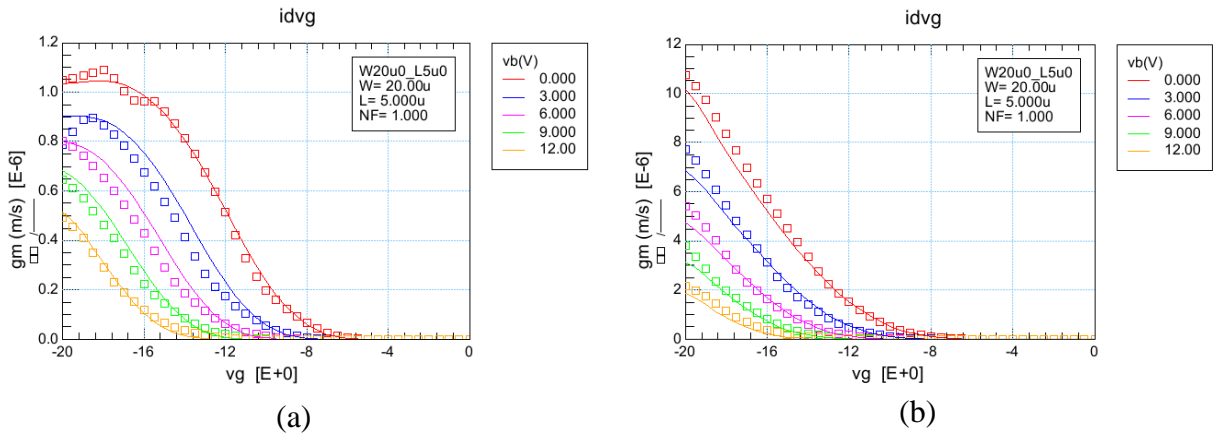 idvg
1.2
1.0
0.8
0.6
0.4
0.2
0.0
gm (m/s) [E-6]
□□ /
-20
-16
-12
-8
-4
0
vg [E+0]
W20u0_L5u0
W= 20.00u
L= 5.000u
NF= 1.000
vb(V)
0.000
3.000
6.000
9.000
12.00
(a)
idvg
12
10
8
6
4
2
0
gm (m/s) [E-6]
□□ /
-20
-16
-12
-8
-4
0
vg [E+0]
W20u0_L5u0
W= 20.00u
L= 5.000u
NF= 1.000
vb(V)
0.000
3.000
6.000
9.000
12.00
(b)